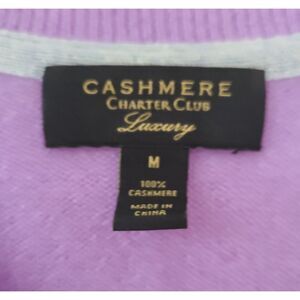 CASHMERE
CHARTER CLUB
Luxury
M
100%
CASHMERE
MADE IN
CHINA